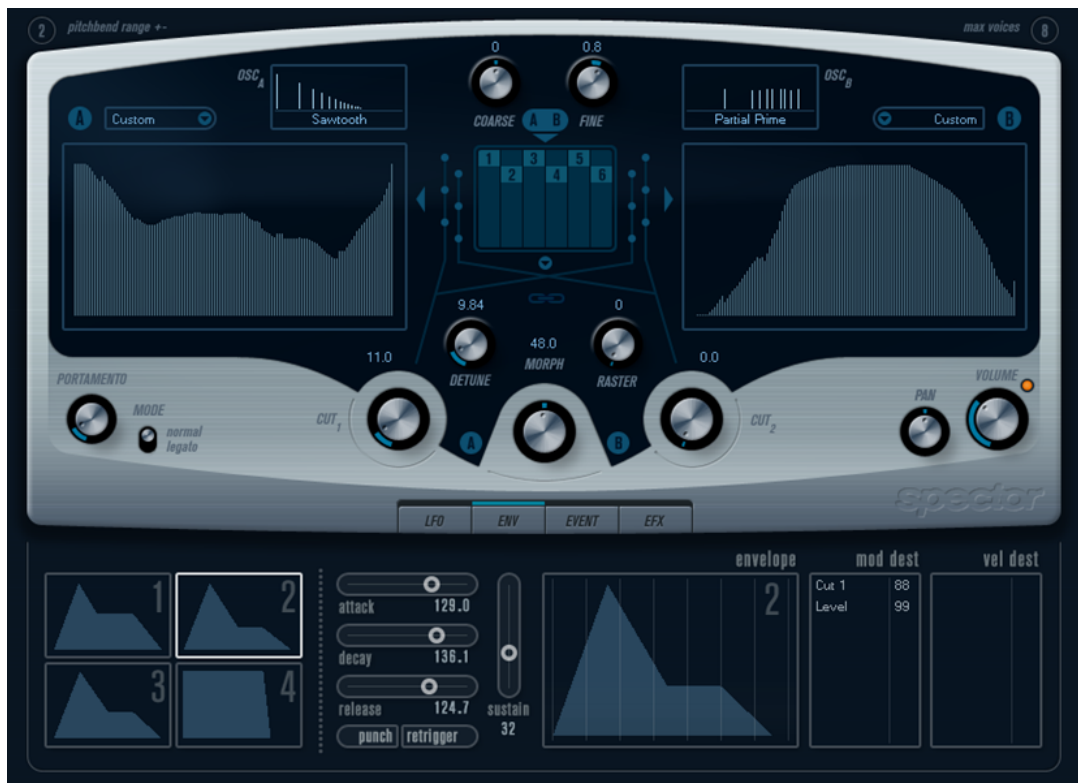 2 pitchbend range +-
max voices 8
0
0.8
OSC A
OSC B
COARSE A B FINE
A Custom
Sawtooth
Partial Prime
Custom B
1 2 3 4 5 6
9.84
0
48.0
MORPH
DETUNE
RASTER
11.0
0.0
PORTAMENTO
MODE
normal
legato
CUT 1
A
B
CUT 2
PAN
VOLUME
spector
LFO ENV EVENT EFX
envelope mod dest vel dest
1
2
3
4
attack 129.0
decay 136.1
release 124.7
punch retrigger
sustain
32
2
Cut 1 88
Level 99